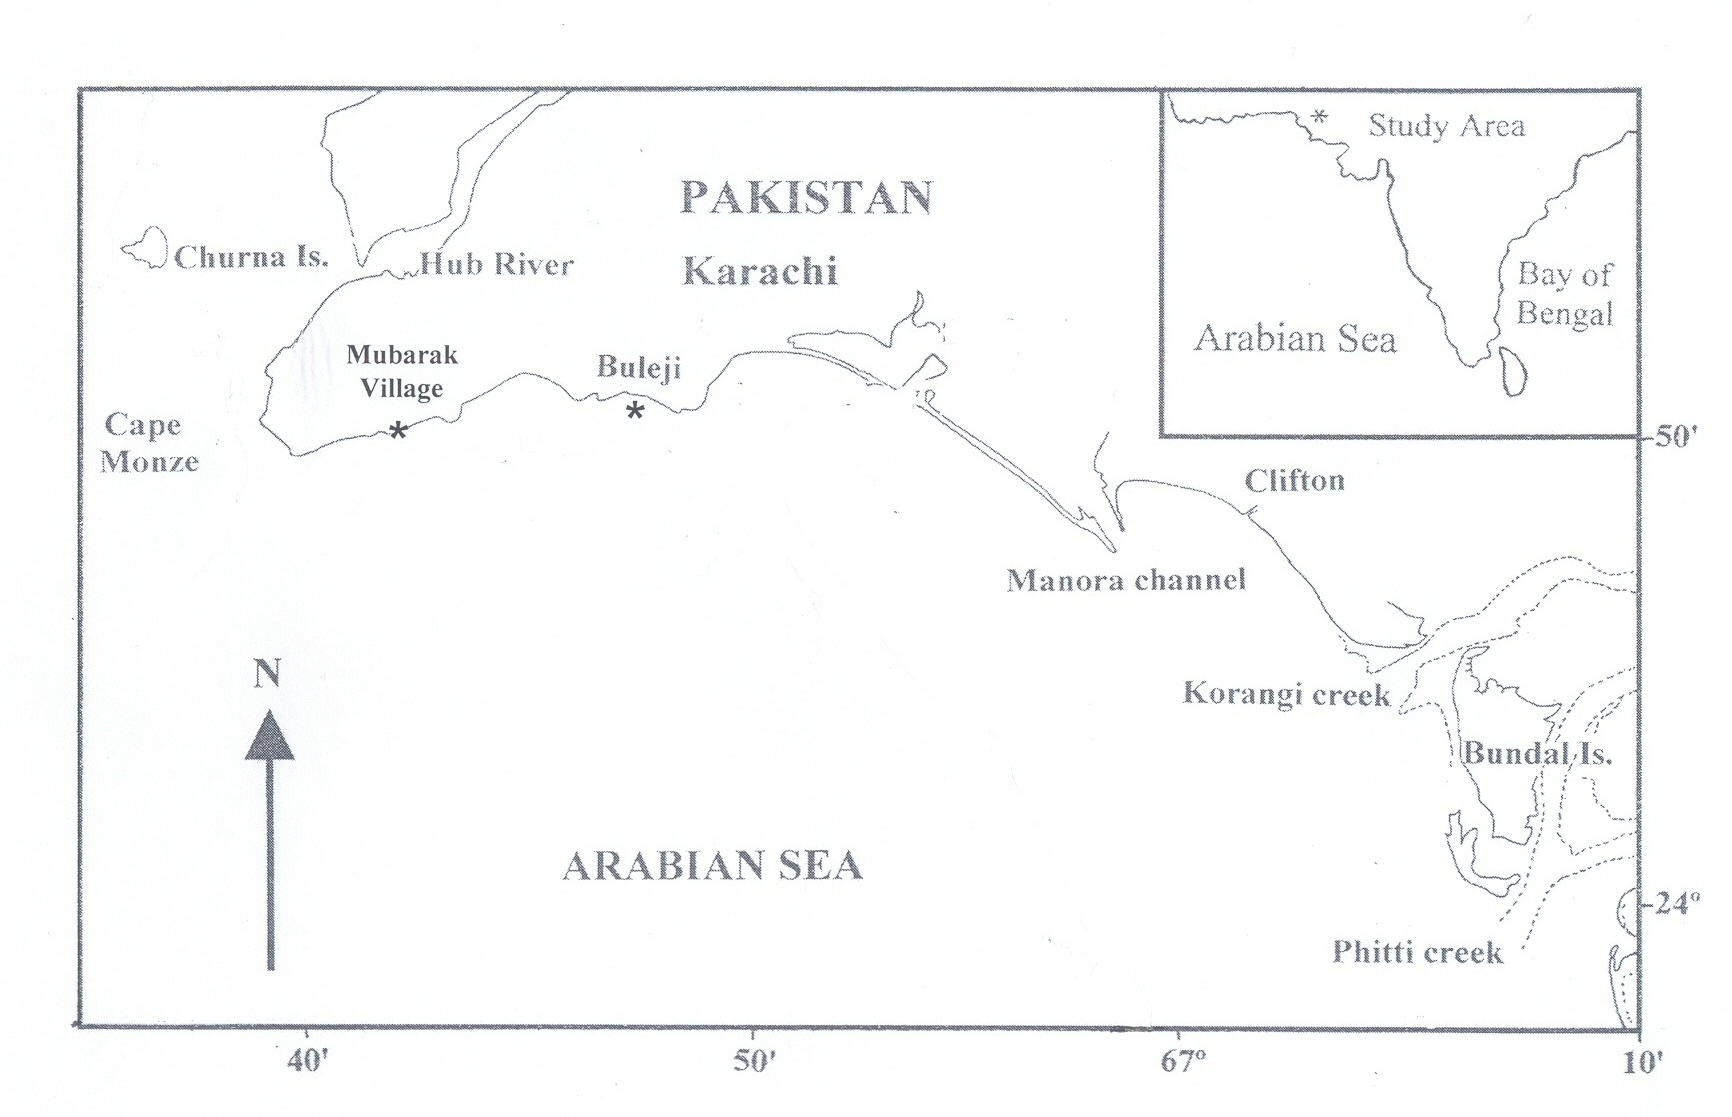 Study Area
PAKISTAN
Churna Is.
Hub River
Karachi
Bay of
Bengal
Arabian Sea
Mubarak
Village
Buleji
Cape
Monze
50'
Clifton
Manora channel
N
Korangi creek
Bundal Is.
ARABIAN SEA
24°
Phitti creek
40'
50'
67°
10'